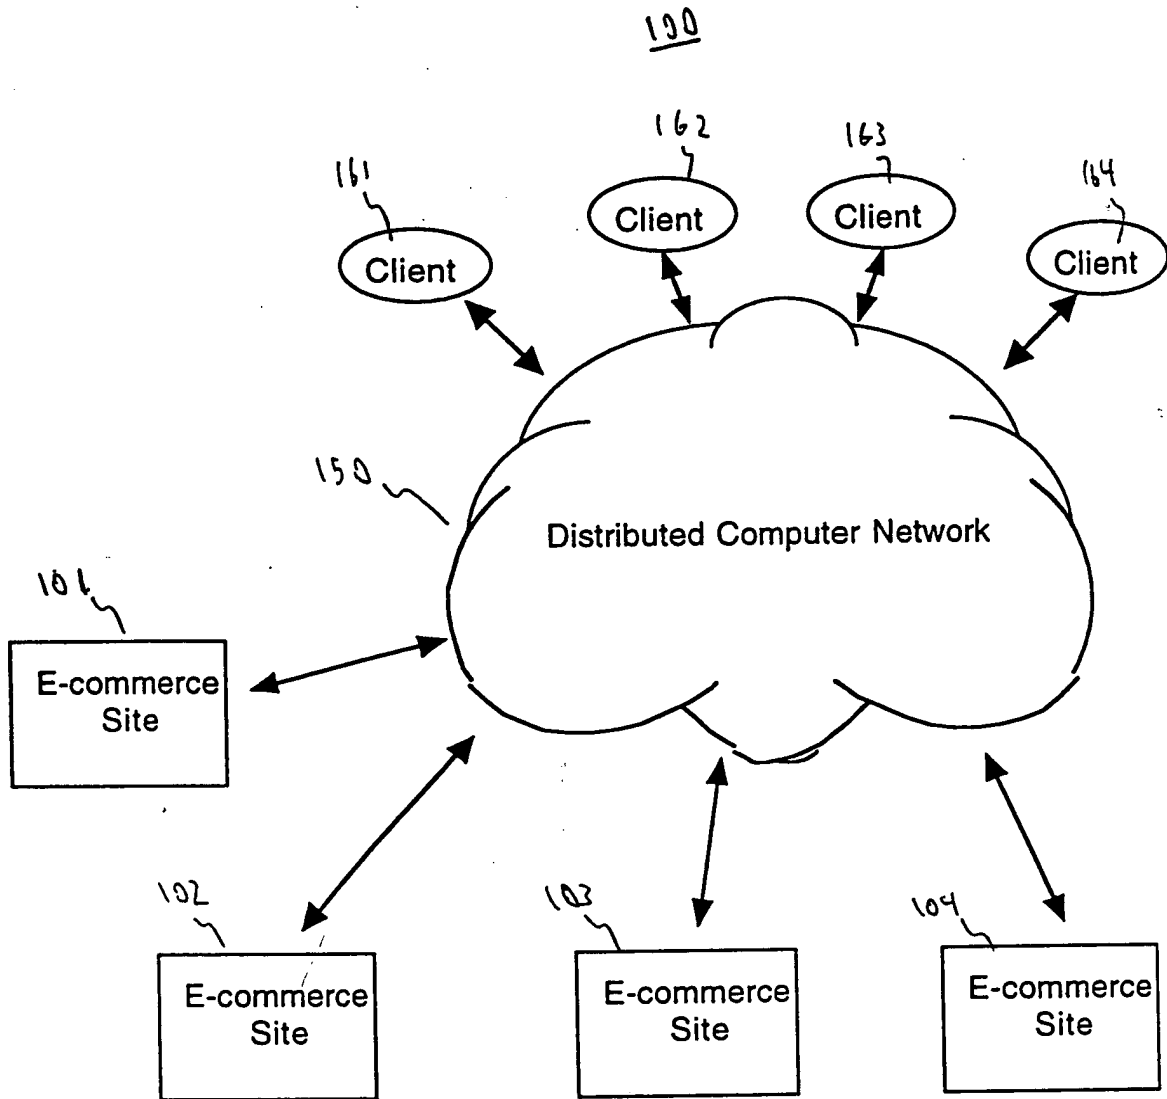 100
162
163
161
164
Client
Client
Client
Client
150
Distributed Computer Network
101
E-commerce
Site
102
103
104
E-commerce
Site
E-commerce
Site
E-commerce
Site